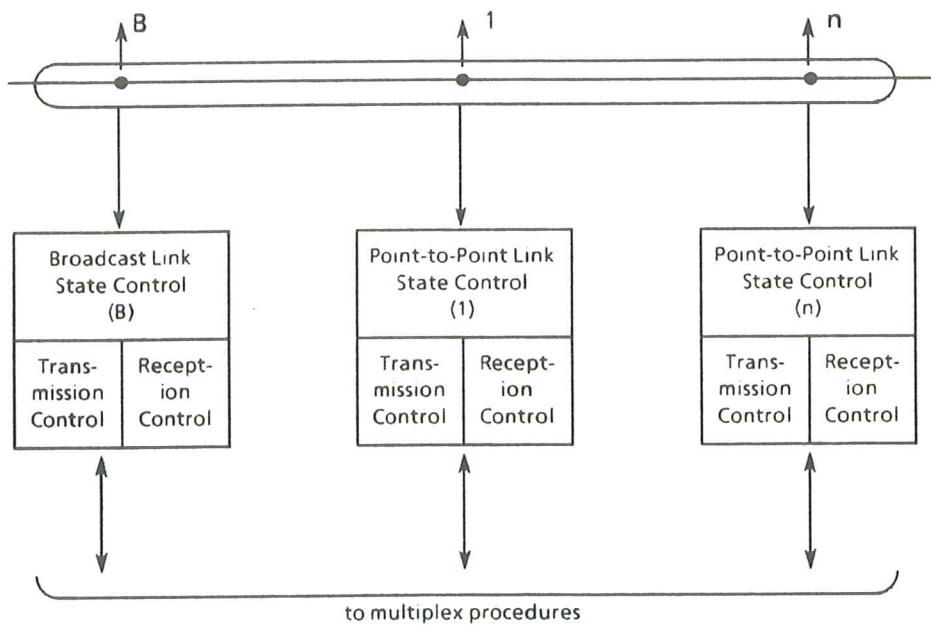 B
1
n
Broadcast Link
State Control
(B)
Trans-
mission
Control
Recept-
ion
Control
Point-to-Point Link
State Control
(1)
Trans-
mission
Control
Recept-
ion
Control
Point-to-Point Link
State Control
(n)
Trans-
mission
Control
Recept-
ion
Control
to multiplex procedures